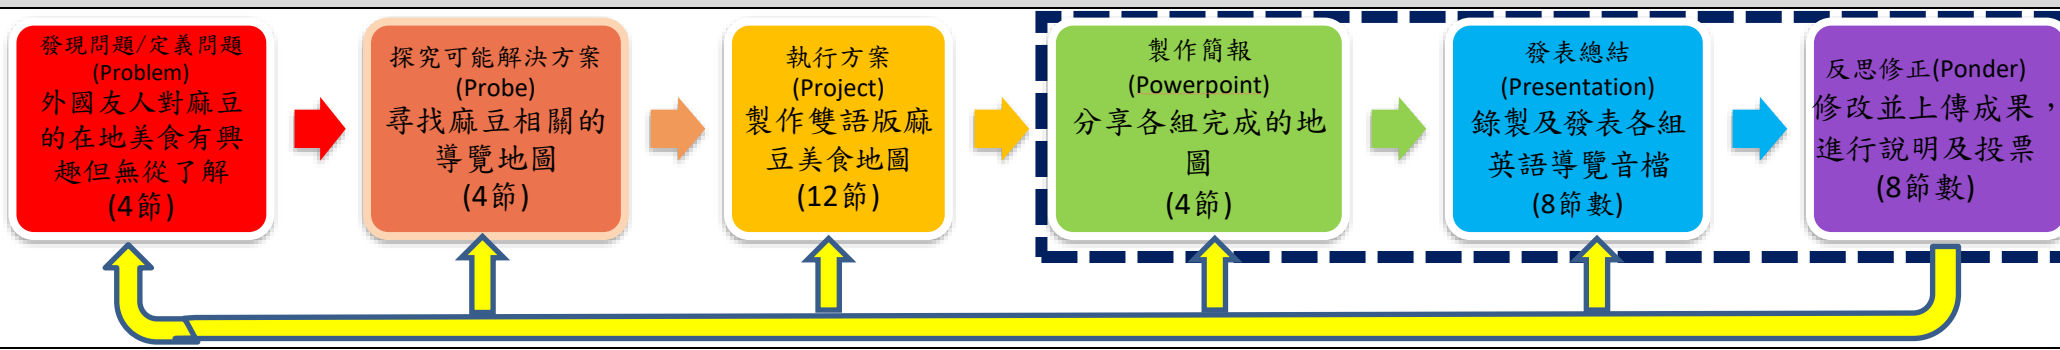 發現問題/定義問題
(Problem)
外國友人對麻豆
的在地美食有興
趣但無從了解
(4節)
探究可能解決方案
(Probe)
尋找麻豆相關的
導覽地圖
(4節)
執行方案
(Project)
製作雙語版麻
豆美食地圖
(12節)
製作簡報
(Powerpoint)
分享各組完成的地
圖
(4節)
發表總結
(Presentation)
錄製及發表各組
英語導覽音檔
(8節數)
反思修正(Ponder)
修改並上傳成果，
進行說明及投票
(8節數)